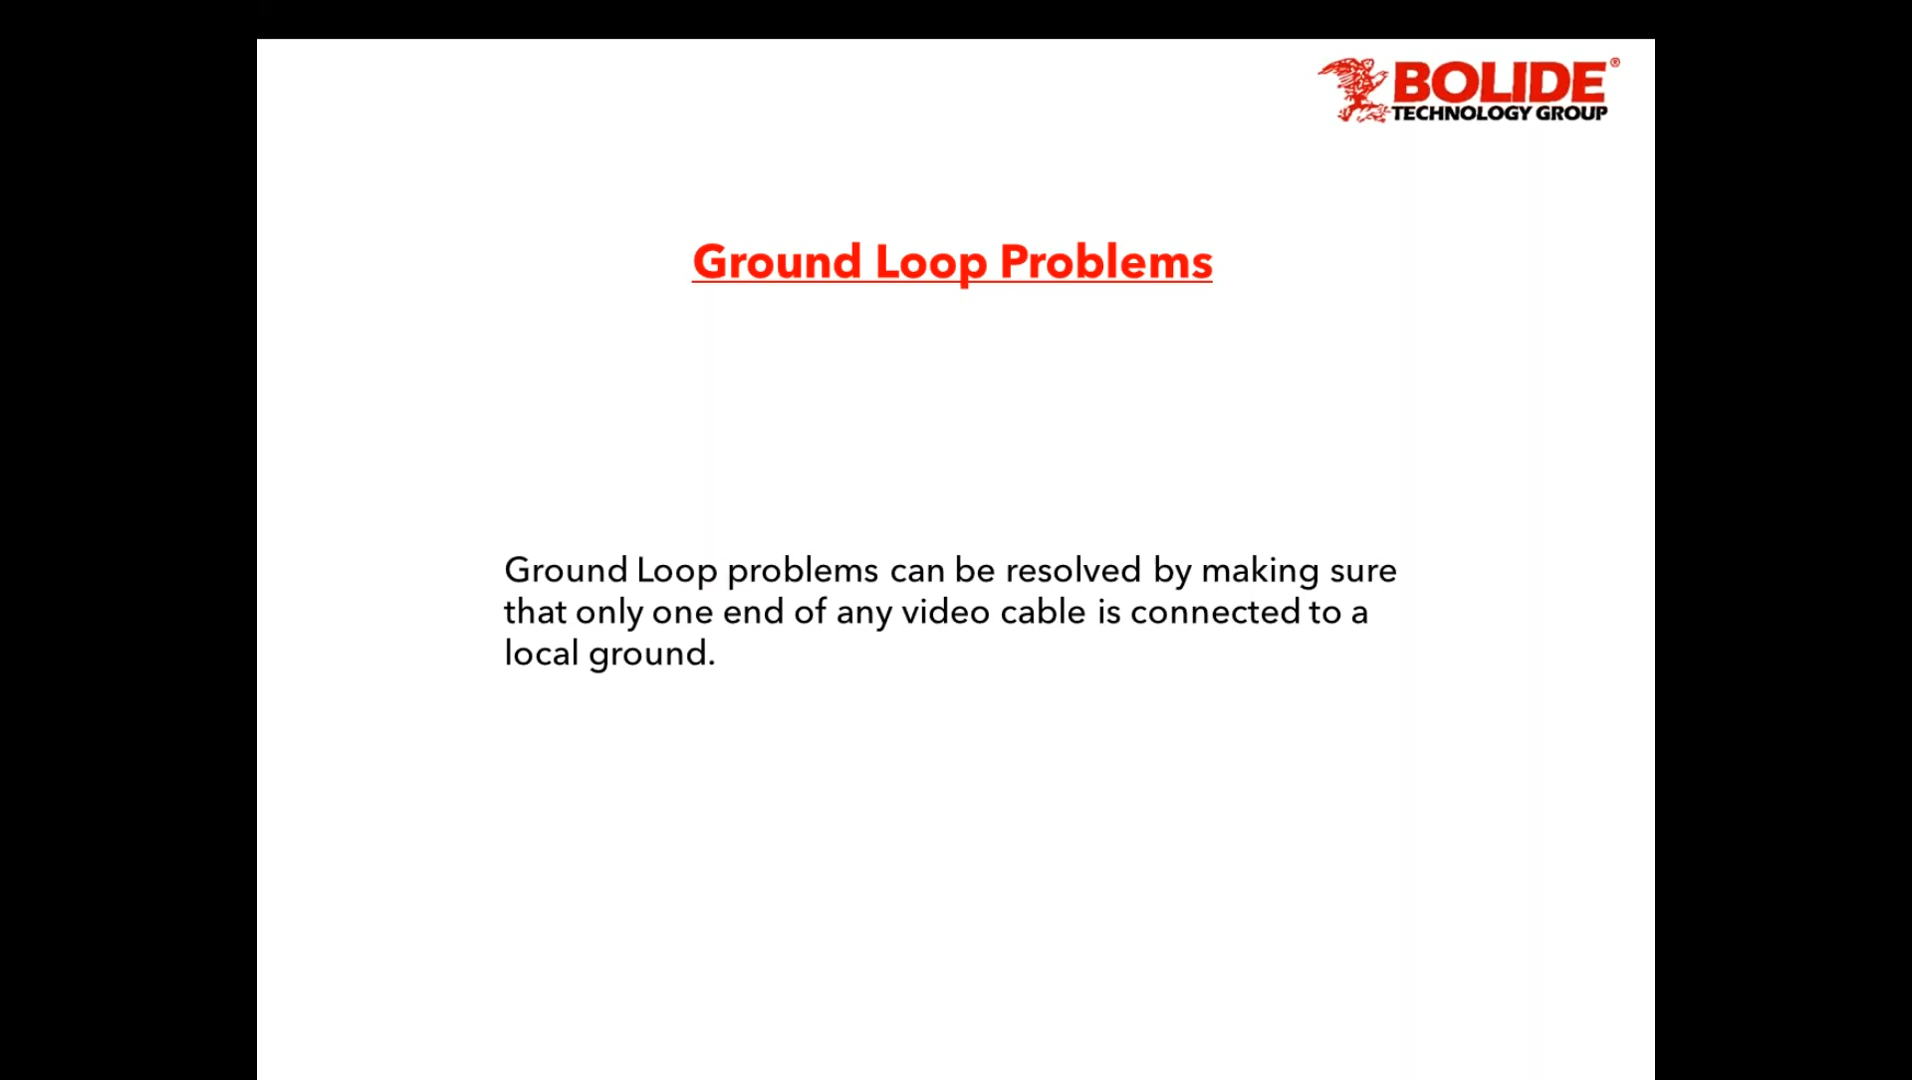 BOLIDE®
TECHNOLOGY GROUP
Ground Loop Problems
Ground Loop problems can be resolved by making sure
that only one end of any video cable is connected to a
local ground.